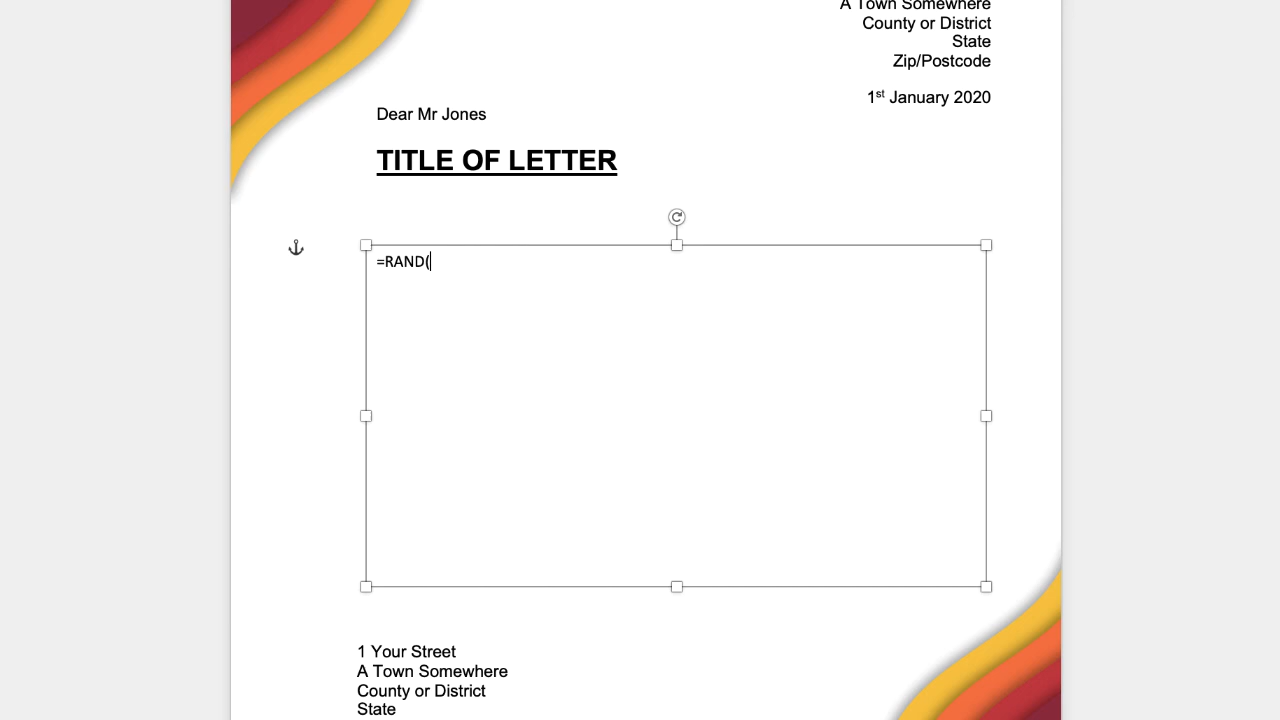 A Town Somewhere
County or District
State
Zip/Postcode
1st January 2020
Dear Mr Jones
TITLE OF LETTER
=RAND(
1 Your Street
A Town Somewhere
County or District
State